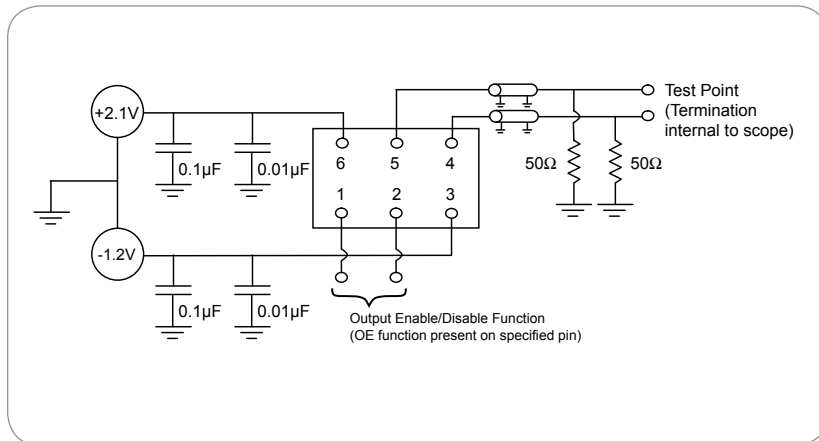 +2.1V
0.1µF
0.01µF
6
5
4
1
2
3
Test Point
(Termination
internal to scope)
50Ω
50Ω
-1.2V
0.1µF
0.01µF
Output Enable/Disable Function
(OE function present on specified pin)